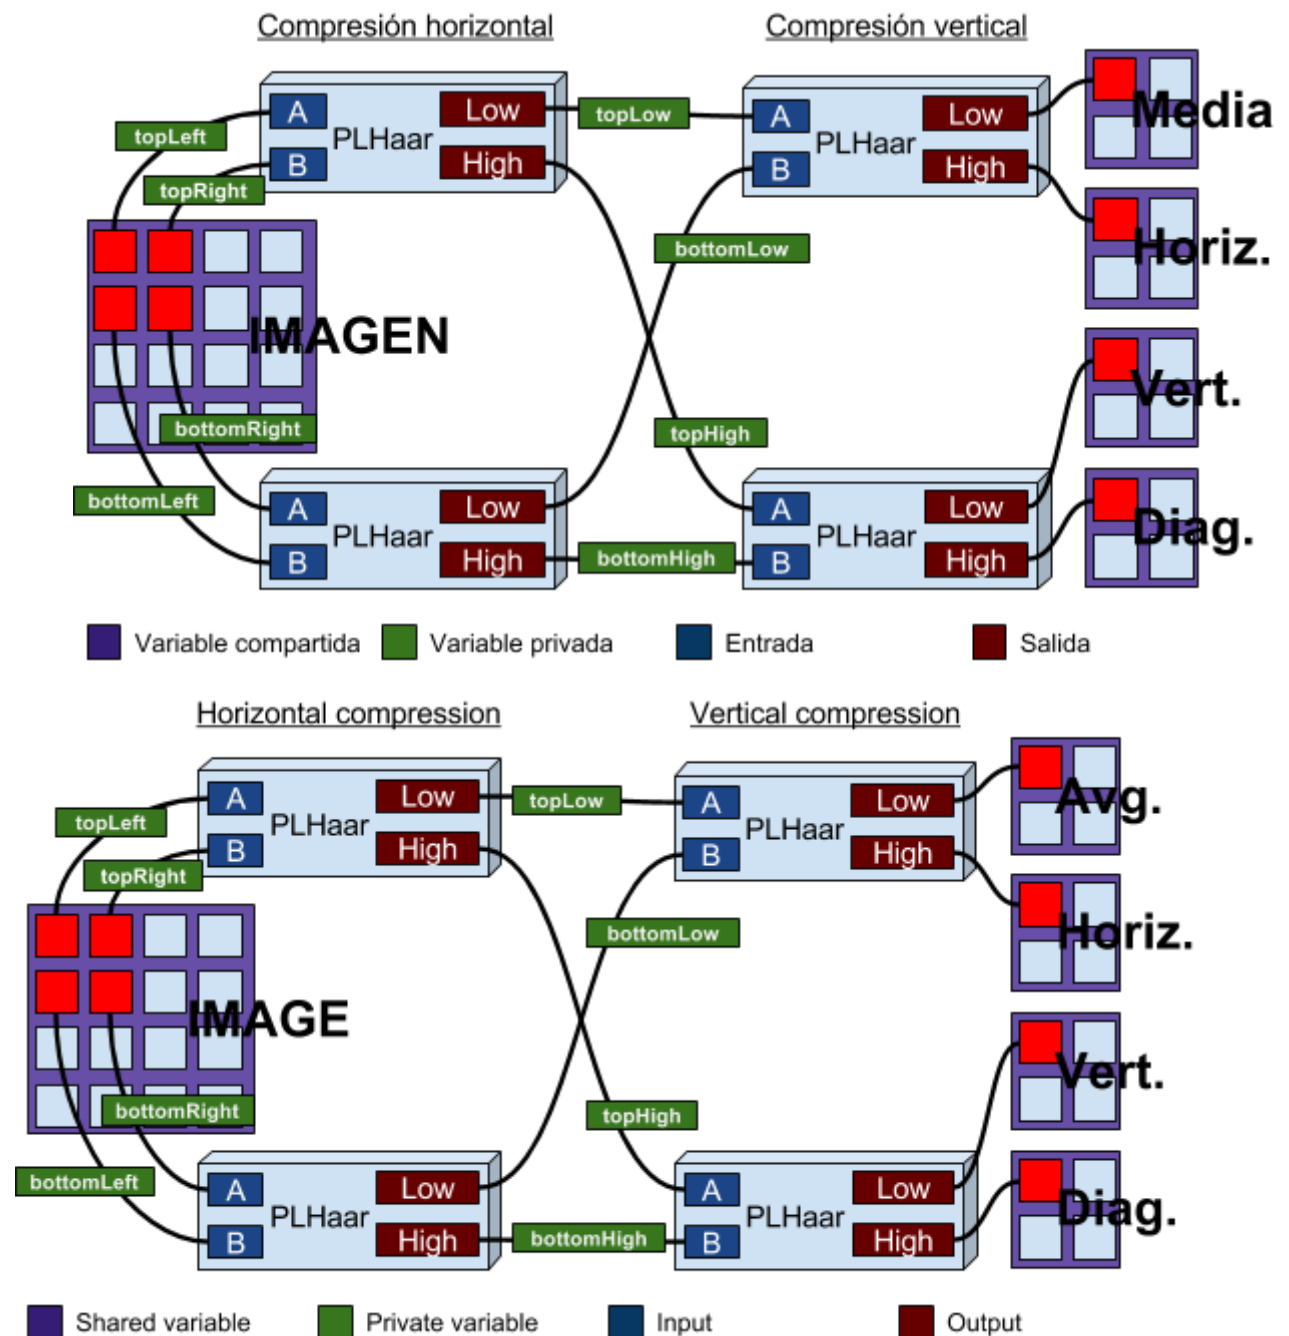 Compresión horizontal
Compresión vertical
A
B
PLHaar
Low
High
topLeft
topRight
topLow
A
B
PLHaar
Low
High
Media
bottomLow
Horiz.
IMAGEN
Vert.
bottomRight
topHigh
bottomLeft
A
B
PLHaar
Low
High
bottomHigh
A
B
PLHaar
Low
High
Diag.
Variable compartida
Variable privada
Entrada
Salida
Horizontal compression
Vertical compression
A
B
PLHaar
Low
High
topLeft
topRight
topLow
A
B
PLHaar
Low
High
Avg.
bottomLow
Horiz.
IMAGE
Vert.
bottomRight
topHigh
bottomLeft
A
B
PLHaar
Low
High
bottomHigh
A
B
PLHaar
Low
High
Diag.
Shared variable
Private variable
Input
Output